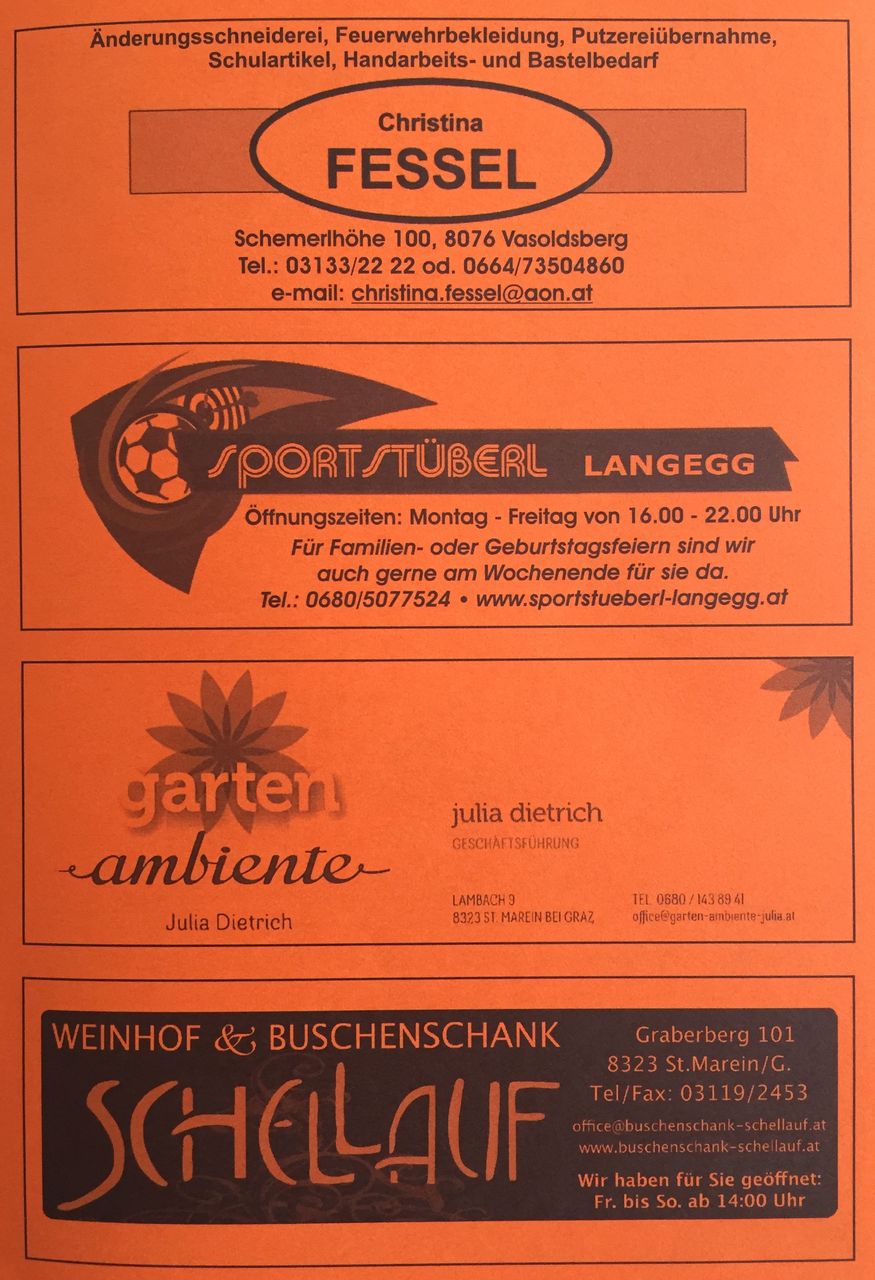 Änderungsschneiderei, Feuerwehrbekleidung, Putzereiübernahme,
Schulartikel, Handarbeits- und Bastelbedarf
Christina
FESSEL
Schemerlhöhe 100, 8076 Vasoldsberg
Tel.: 03133/22 22 od. 0664/73504860
e-mail: christina.fessel@aon.at
SPORTSTÜBERL LANGEGG
Öffnungszeiten: Montag - Freitag von 16.00 - 22.00 Uhr
Für Familien- oder Geburtstagsfeiern sind wir
auch gerne am Wochenende für sie da.
Tel.: 0680/5077524 • www.sportstueberl-langegg.at
garten
ambiente
Julia Dietrich
julia dietrich
GESCHÄFTSFÜHRUNG
LAMBACH 9
8323 ST. MAREIN BEI GRAZ
TEL. 0680 / 143 89 41
office@garten-ambiente-julia.at
WEINHOF & BUSCHENSCHANK
SCHELLAUF
Graberberg 101
8323 St.Marein/G.
Tel/Fax: 03119/2453
office@buschenschank-schellauf.at
www.buschenschank-schellauf.at
Wir haben für Sie geöffnet:
Fr. bis So. ab 14:00 Uhr